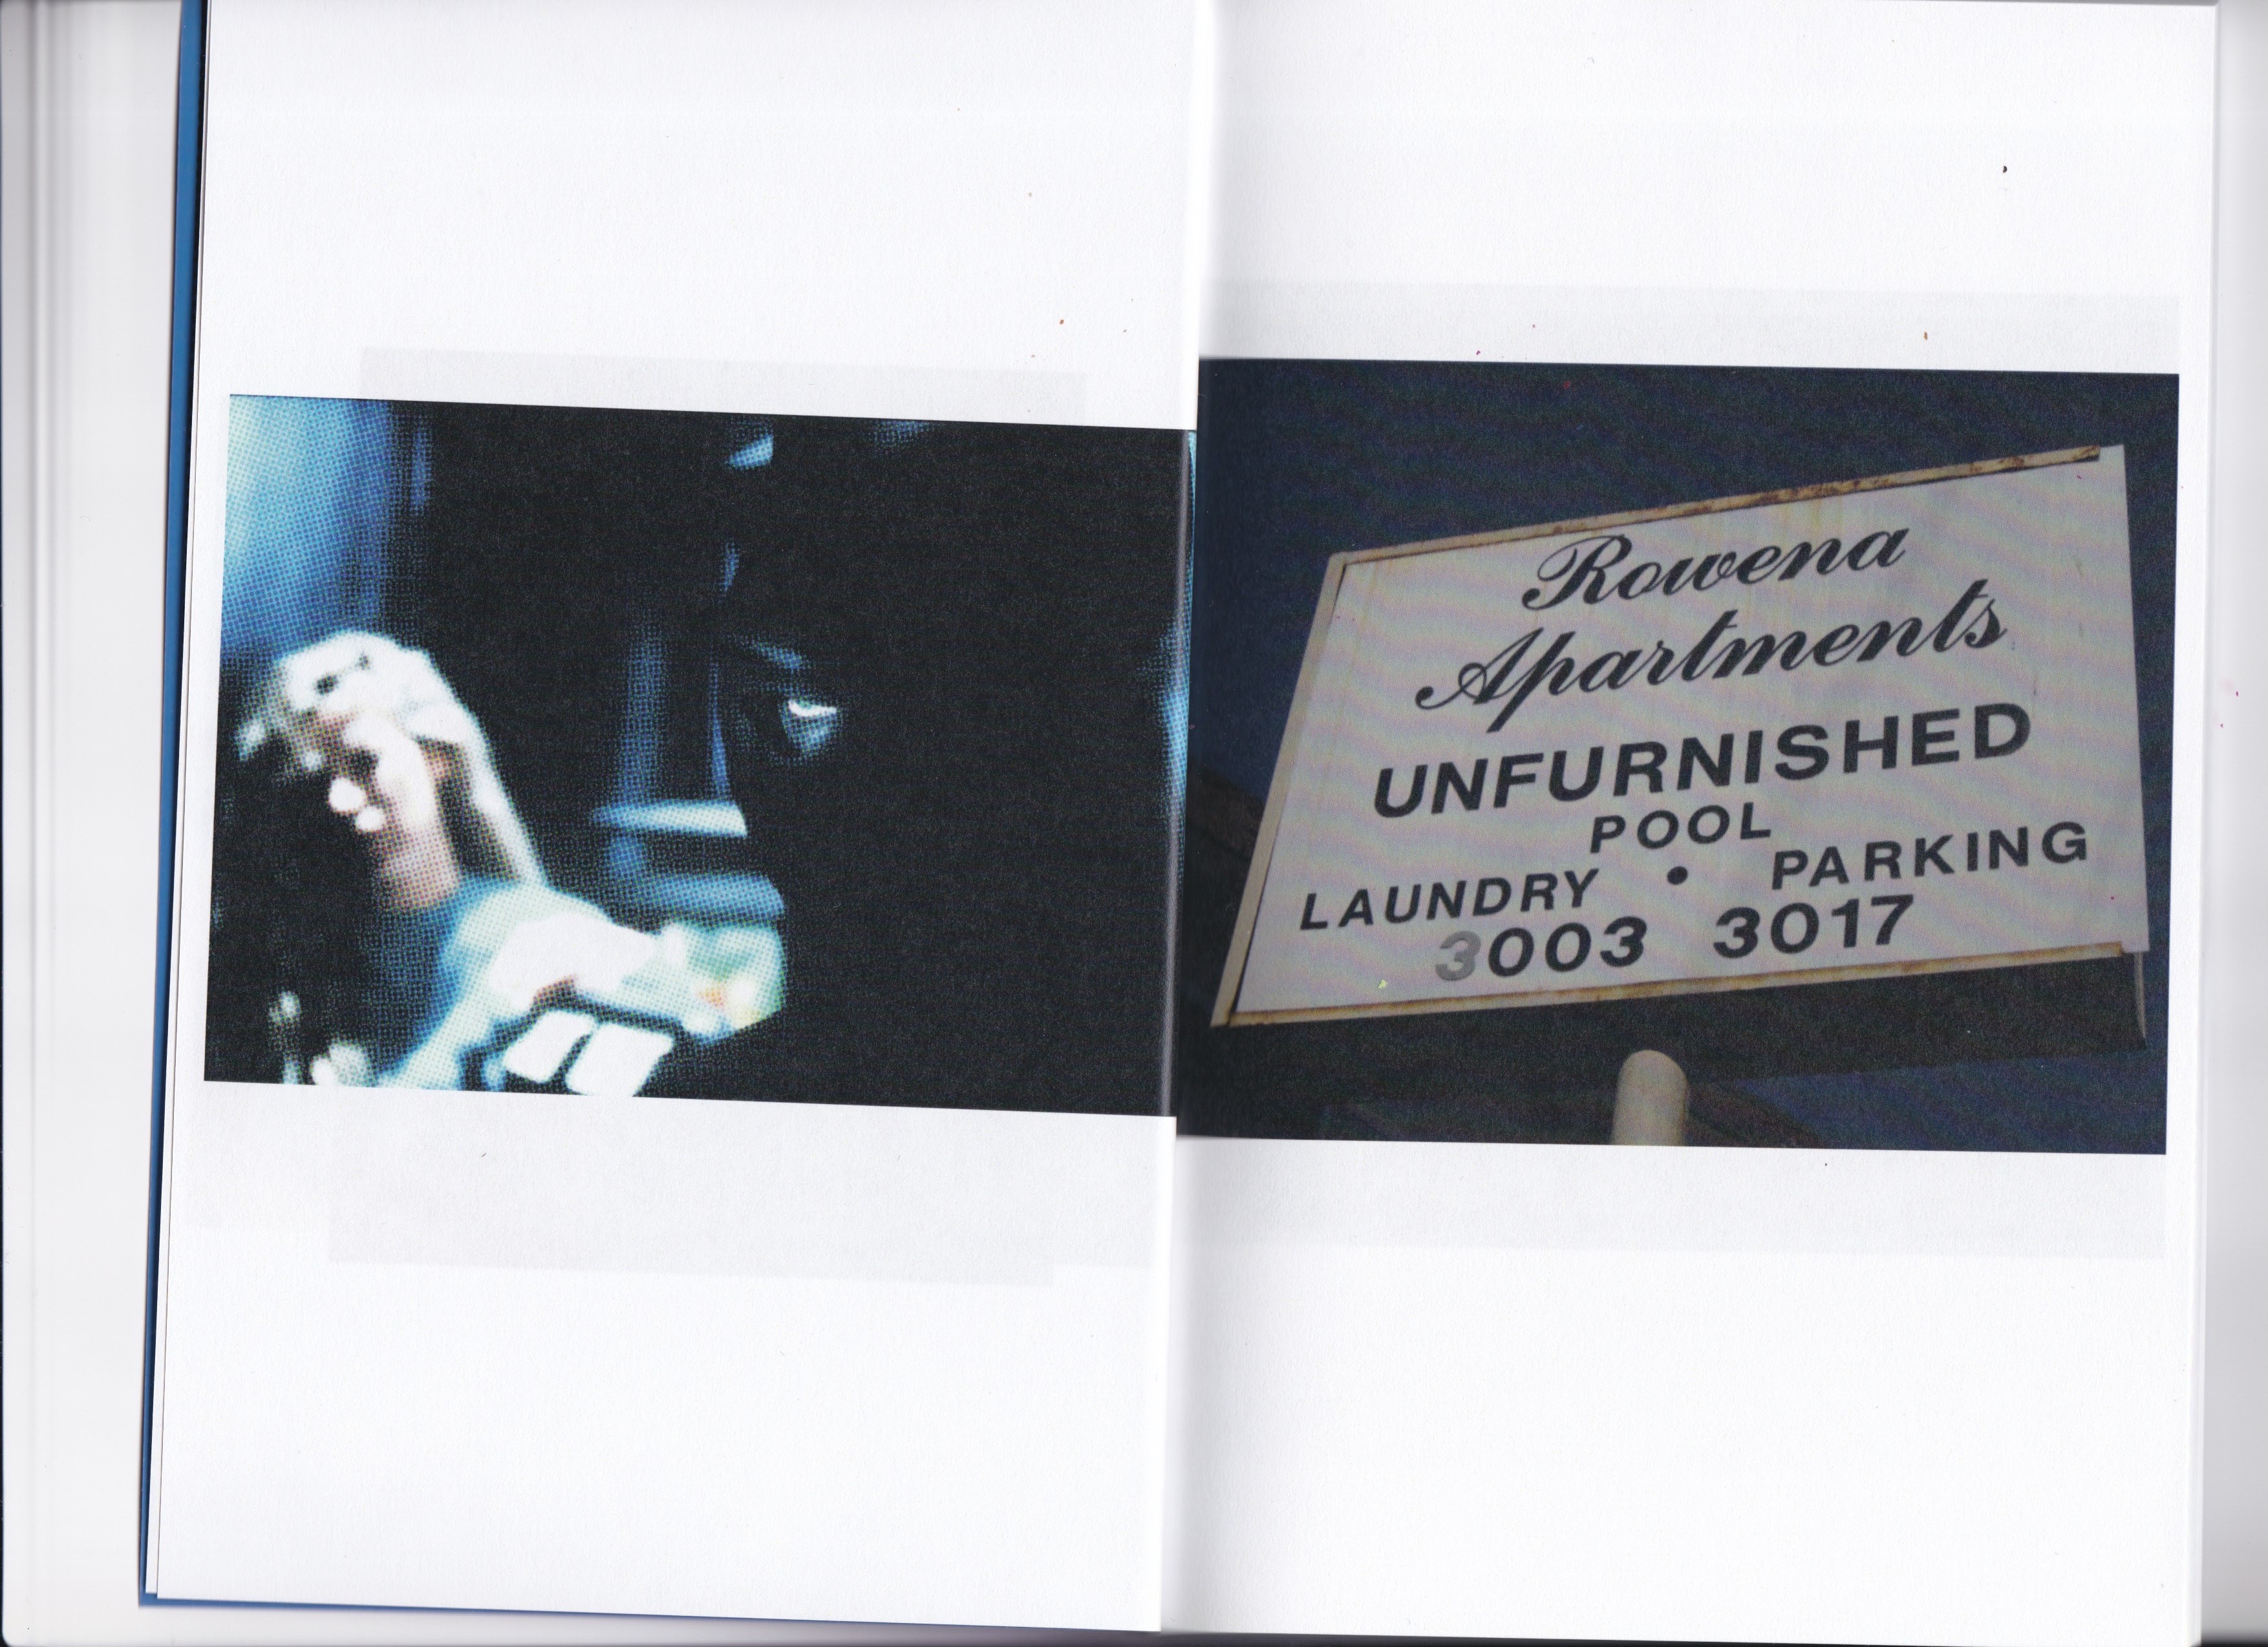 Rowena
Apartments
UNFURNISHED
POOL
LAUNDRY • PARKING
3003 3017